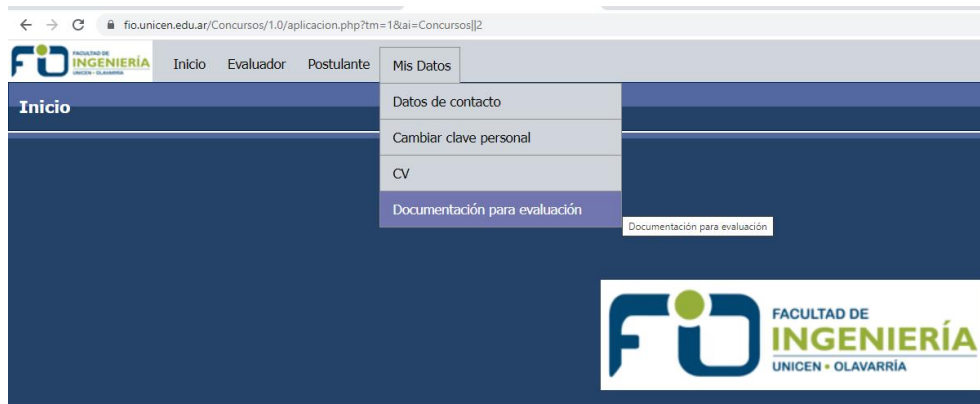 fio.unicen.edu.ar/Concursos/1.0/aplicacion.php?tm=1&ai=Concursos||2
FACULTAD DE
INGENIERÍA
UNICEN • OLAVARRÍA
Inicio Evaluador Postulante Mis Datos
Inicio
Datos de contacto
Cambiar clave personal
CV
Documentación para evaluación
Documentación para evaluación
FACULTAD DE
INGENIERÍA
UNICEN • OLAVARRÍA